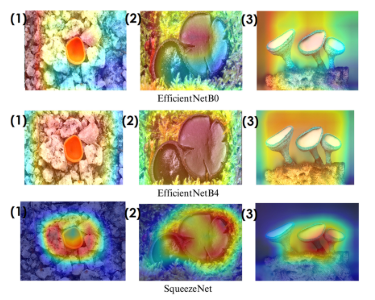 (1) (2) (3)
EfficientNetB0
(1) (2) (3)
EfficientNetB4
(1) (2) (3)
SqueezeNet